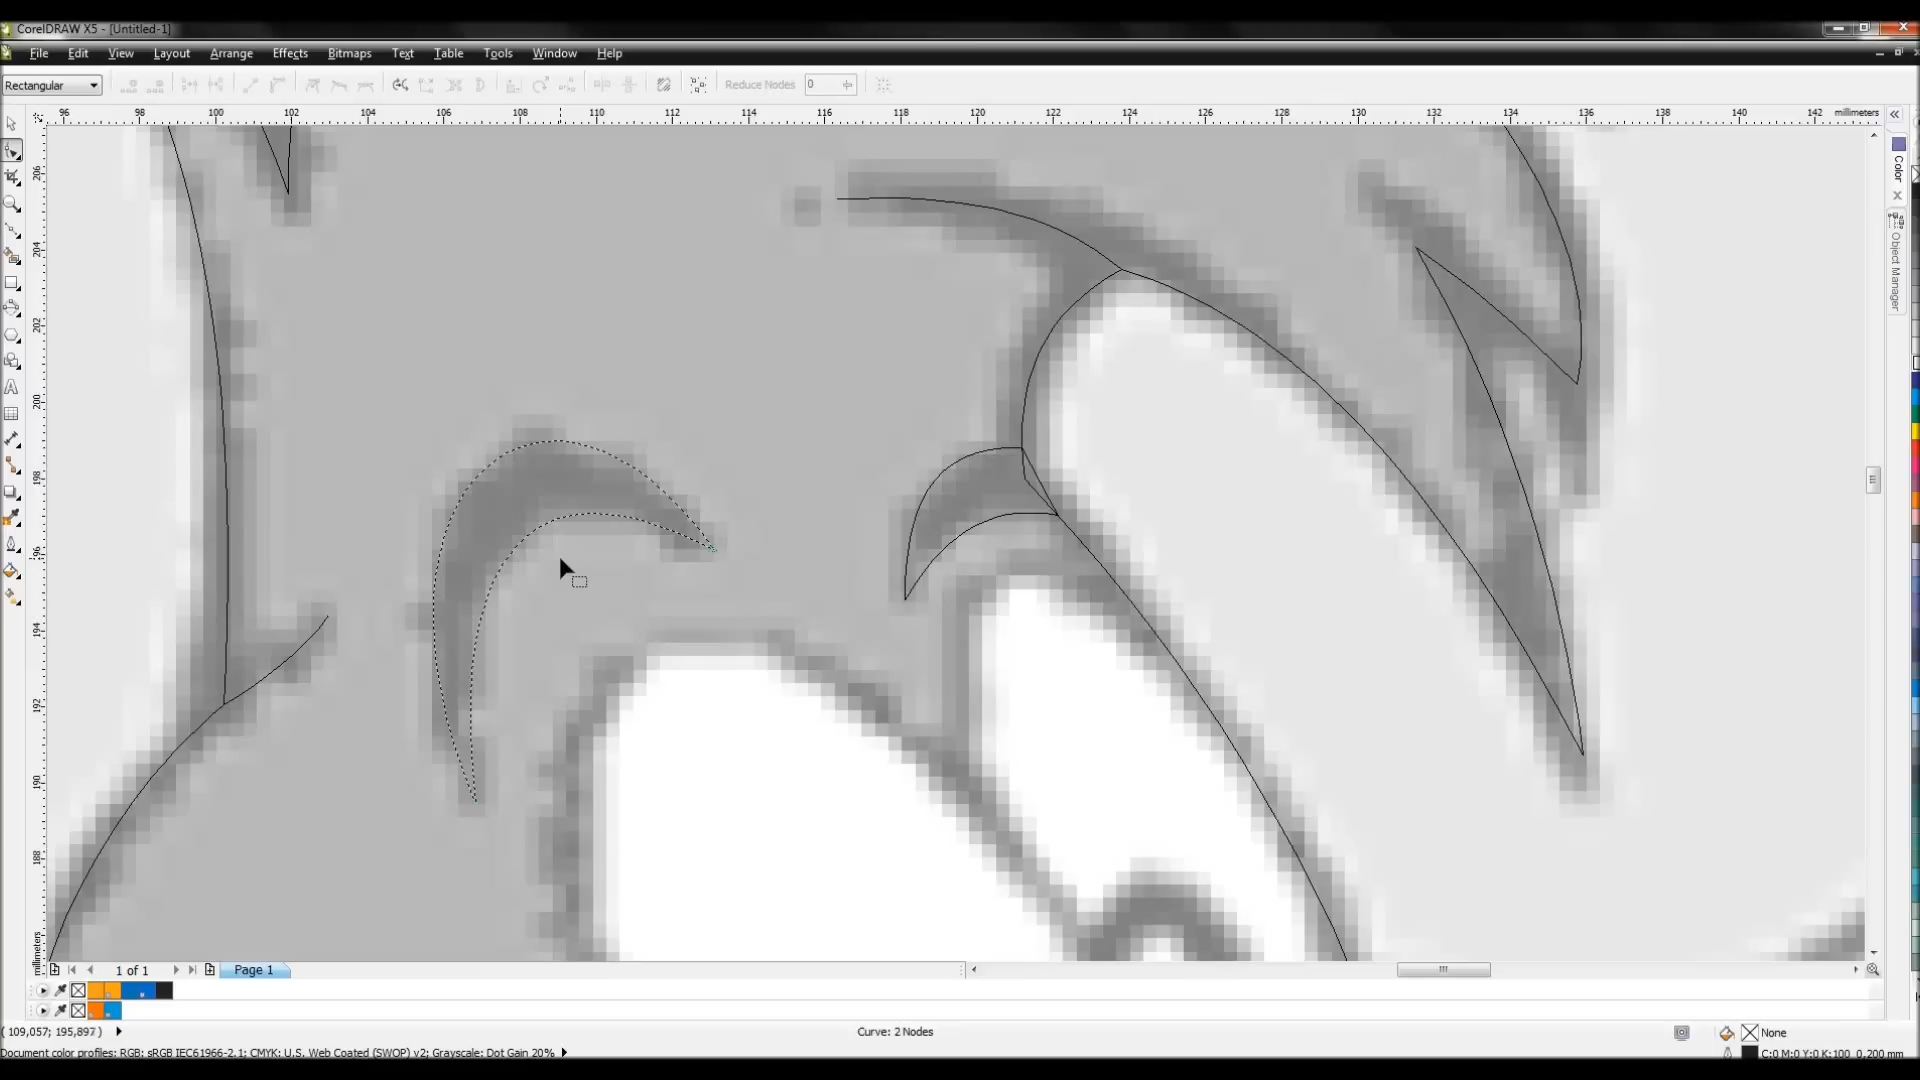 CorelDRAW X5 - [Untitled-1]
File Edit View Layout Arrange Effects Bitmaps Text Table Tools Window Help
Rectangular Reduce Nodes 0
96 98 100 102 104 106 108 110 112 114 116 118 120 122 124 126 128 130 132 134 136 138 140 142 millimeters
206
204
202
200
198
196
194
192
190
188
millimeters
Color
Object Manager
1 of 1 Page 1
( 109,057; 195,897 ) Curve: 2 Nodes None
Document color profiles: RGB: sRGB IEC61966-2.1; CMYK: U.S. Web Coated (SWOP) v2; Grayscale: Dot Gain 20% C:0 M:0 Y:0 K:100 0,200 mm